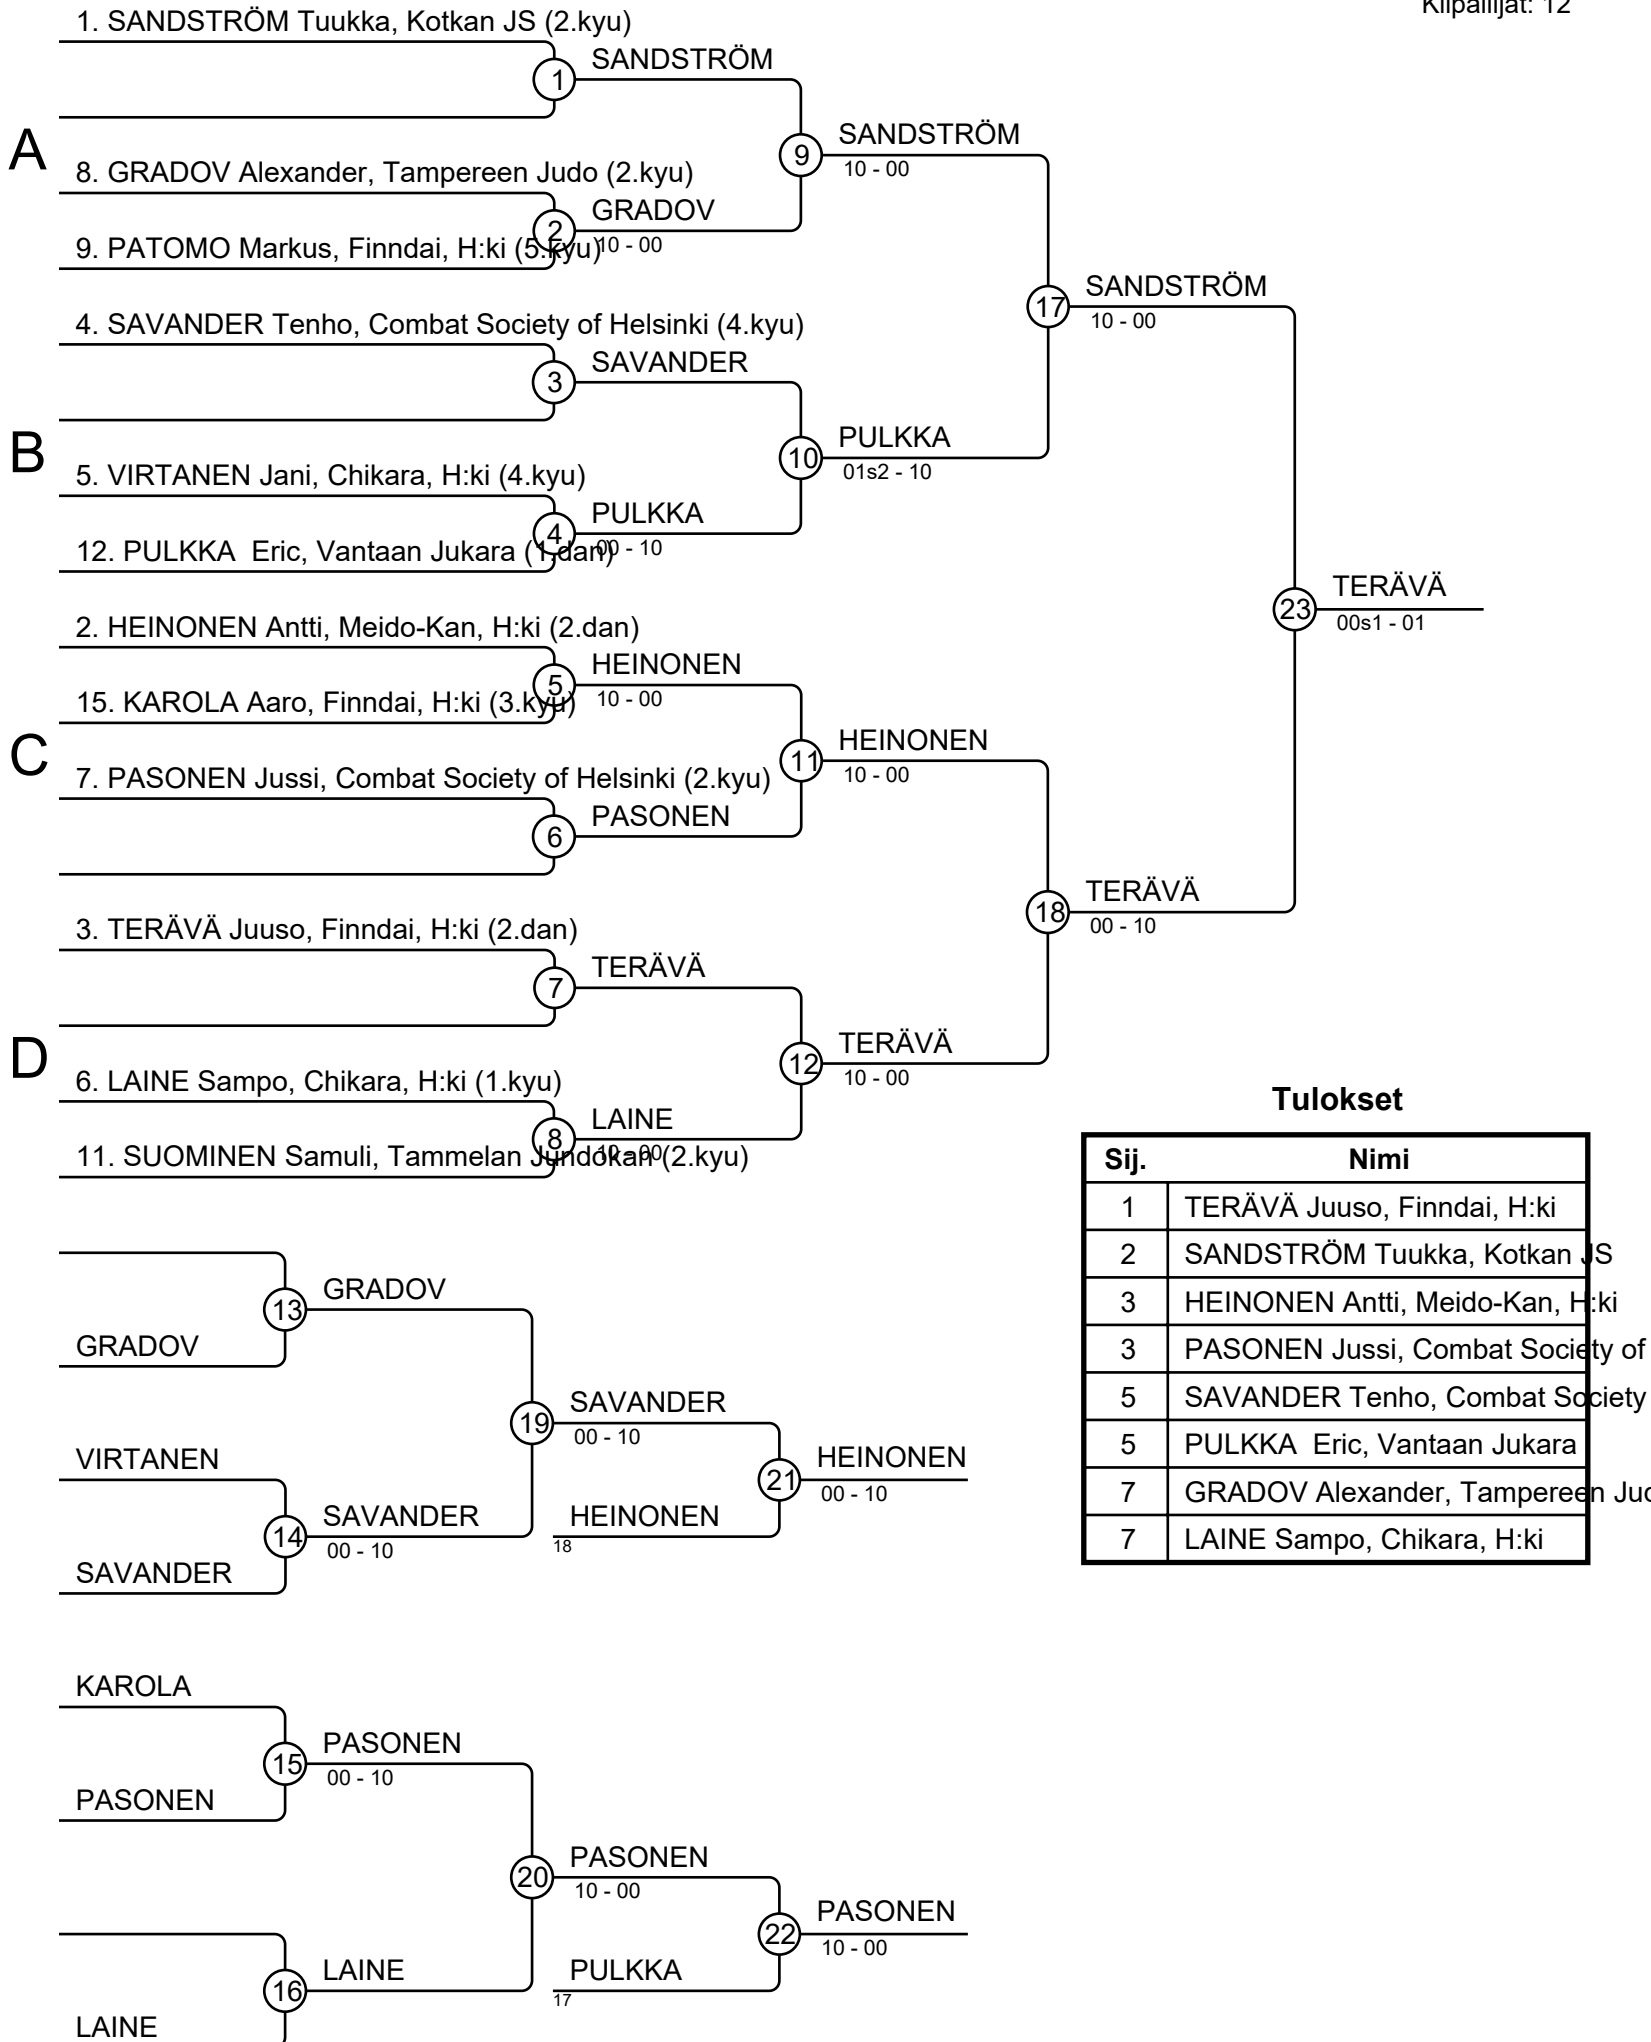 Kilpailijat: 12
1. SANDSTRÖM Tuukka, Kotkan JS (2.kyu)
1
SANDSTRÖM
A
8. GRADOV Alexander, Tampereen Judo (2.kyu)
2
GRADOV
10 - 00
9. PATOMO Markus, Finndai, H:ki (5.kyu)
9
SANDSTRÖM
10 - 00
4. SAVANDER Tenho, Combat Society of Helsinki (4.kyu)
3
SAVANDER
17
SANDSTRÖM
10 - 00
B
5. VIRTANEN Jani, Chikara, H:ki (4.kyu)
4
PULKKA
00 - 10
12. PULKKA  Eric, Vantaan Jukara (1.dan)
10
PULKKA
01s2 - 10
23
TERÄVÄ
00s1 - 01
2. HEINONEN Antti, Meido-Kan, H:ki (2.dan)
5
HEINONEN
10 - 00
15. KAROLA Aaro, Finndai, H:ki (3.kyu)
C
11
HEINONEN
10 - 00
7. PASONEN Jussi, Combat Society of Helsinki (2.kyu)
6
PASONEN
18
TERÄVÄ
00 - 10
3. TERÄVÄ Juuso, Finndai, H:ki (2.dan)
7
TERÄVÄ
D
12
TERÄVÄ
10 - 00
6. LAINE Sampo, Chikara, H:ki (1.kyu)
8
LAINE
10 - 00
11. SUOMINEN Samuli, Tammelan Jundokan (2.kyu)
Tulokset
Sij. Nimi
1 TERÄVÄ Juuso, Finndai, H:ki
2 SANDSTRÖM Tuukka, Kotkan JS
3 HEINONEN Antti, Meido-Kan, H:ki
3 PASONEN Jussi, Combat Society of
5 SAVANDER Tenho, Combat Society
5 PULKKA  Eric, Vantaan Jukara
7 GRADOV Alexander, Tampereen Jud
7 LAINE Sampo, Chikara, H:ki
13
GRADOV
GRADOV
19
SAVANDER
00 - 10
VIRTANEN
14
SAVANDER
00 - 10
SAVANDER
HEINONEN
18
21
HEINONEN
00 - 10
KAROLA
15
PASONEN
00 - 10
PASONEN
20
PASONEN
10 - 00
16
LAINE
LAINE
PULKKA
17
22
PASONEN
10 - 00